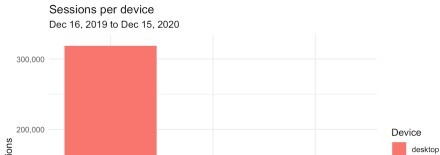 Sessions per device
Dec 16, 2019 to Dec 15, 2020
300,000
200,000
Device
desktop